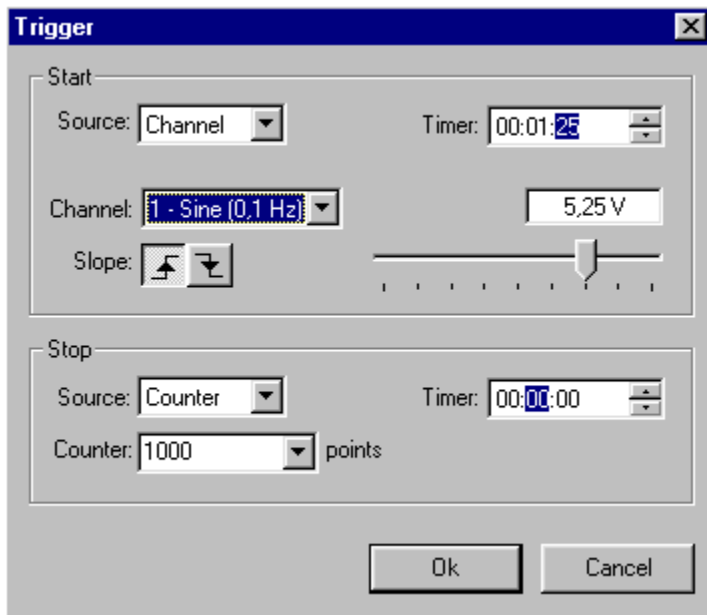 Trigger
Start
Source: Channel Timer: 00:01:25
Channel: 1 - Sine (0,1 Hz) 5,25 V
Slope:
Stop
Source: Counter Timer: 00:00:00
Counter: 1000 points
Ok Cancel